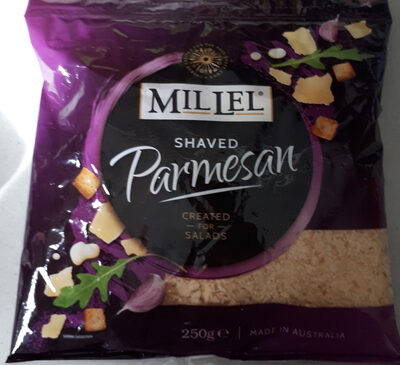 MILLEL®
SHAVED
Parmesan
CREATED
FOR
SALADS
250g℮ | MADE IN AUSTRALIA